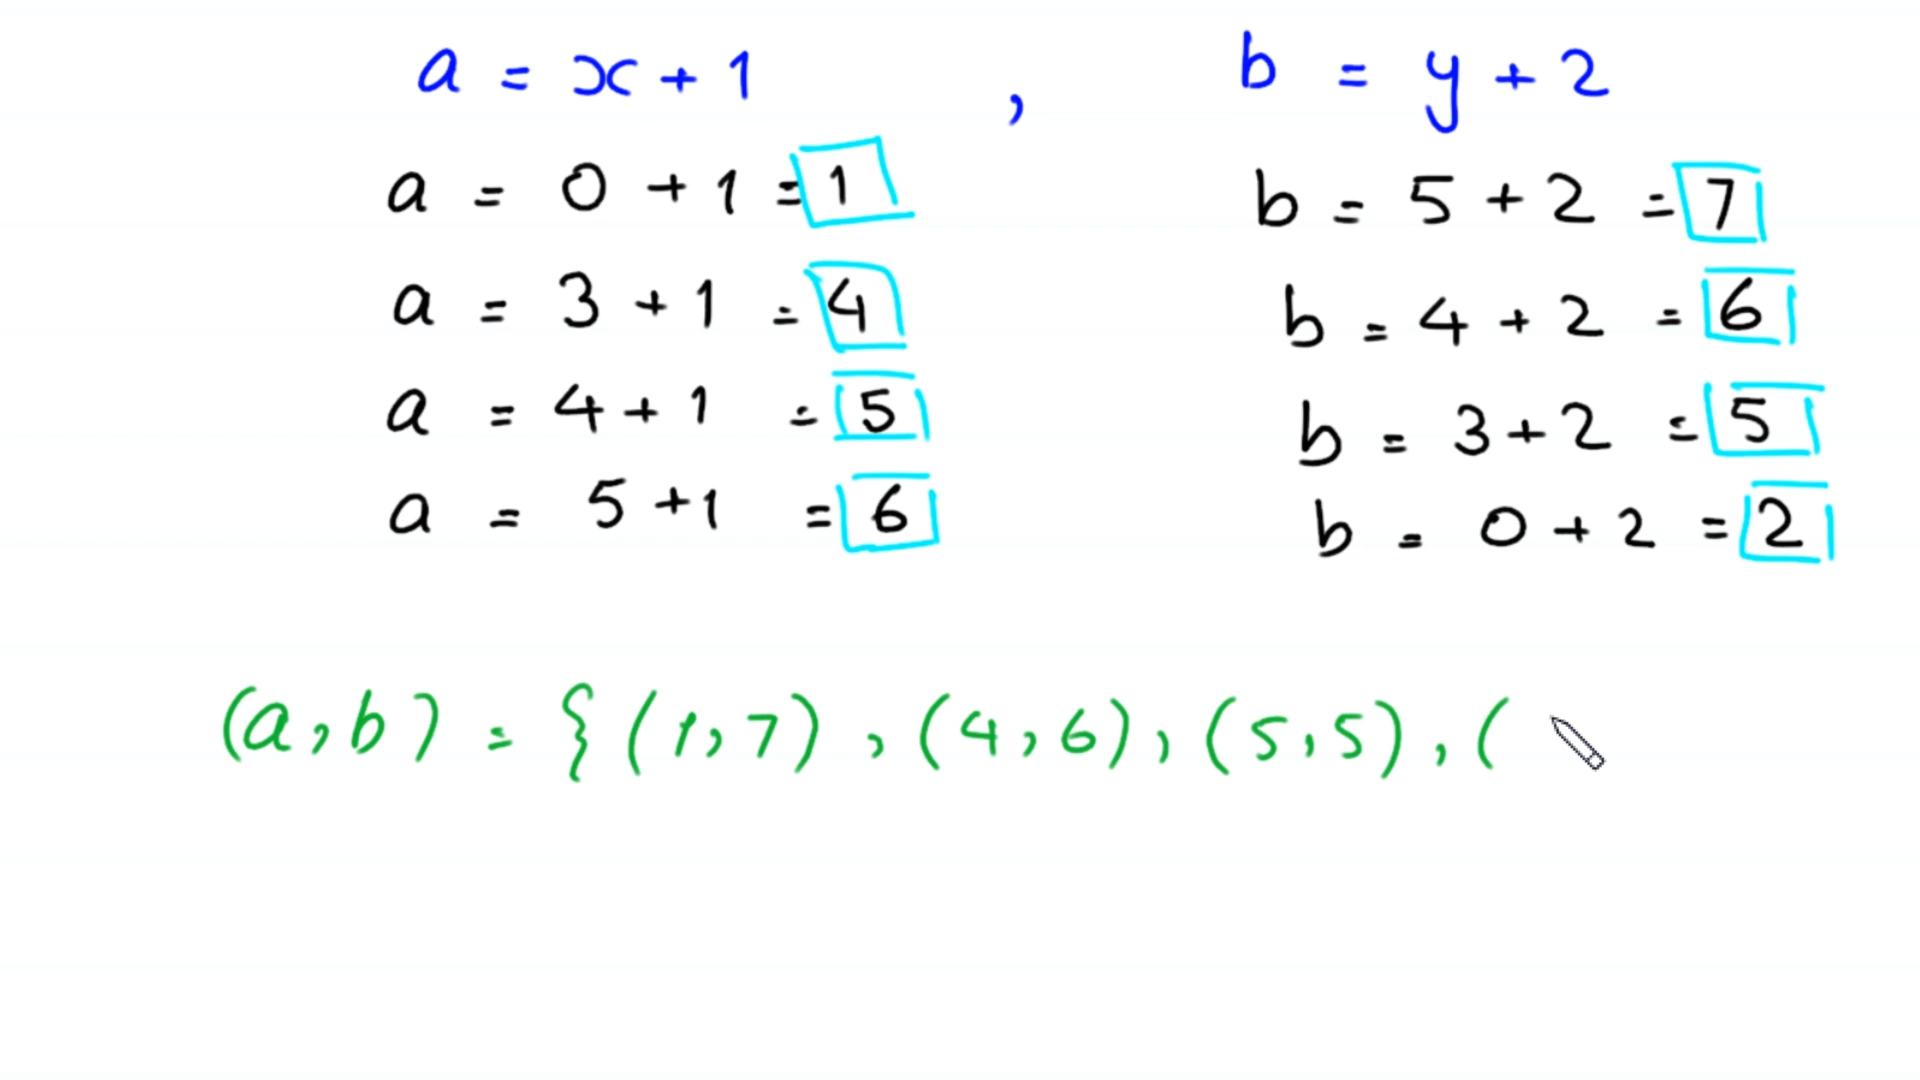 a = x + 1 , b = y + 2
a = 0 + 1 = 1 b = 5 + 2 = 7
a = 3 + 1 = 4 b = 4 + 2 = 6
a = 4 + 1 = 5 b = 3 + 2 = 5
a = 5 + 1 = 6 b = 0 + 2 = 2
(a, b) = { (1, 7) , (4, 6) , (5, 5) , (